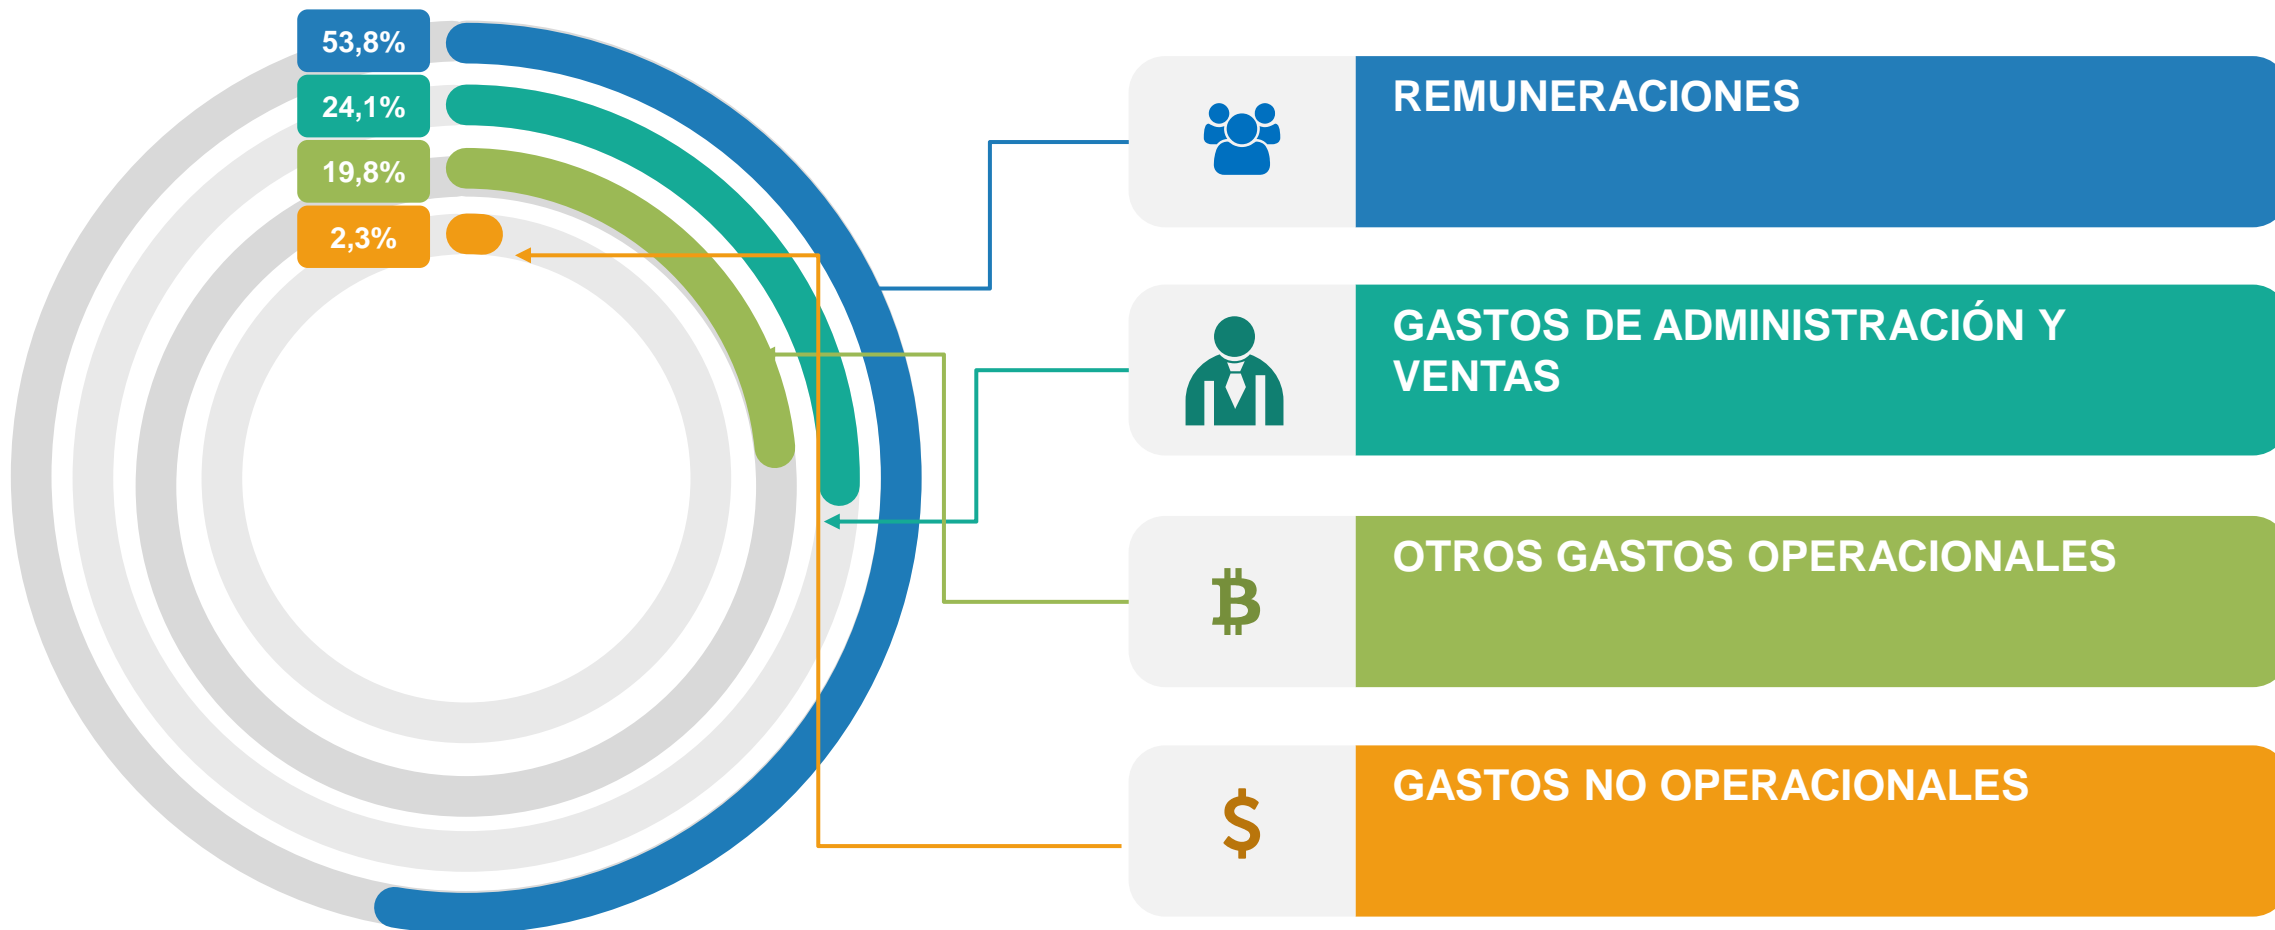 53,8%
24,1%
19,8%
2,3%
REMUNERACIONES
GASTOS DE ADMINISTRACIÓN Y
VENTAS
OTROS GASTOS OPERACIONALES
GASTOS NO OPERACIONALES